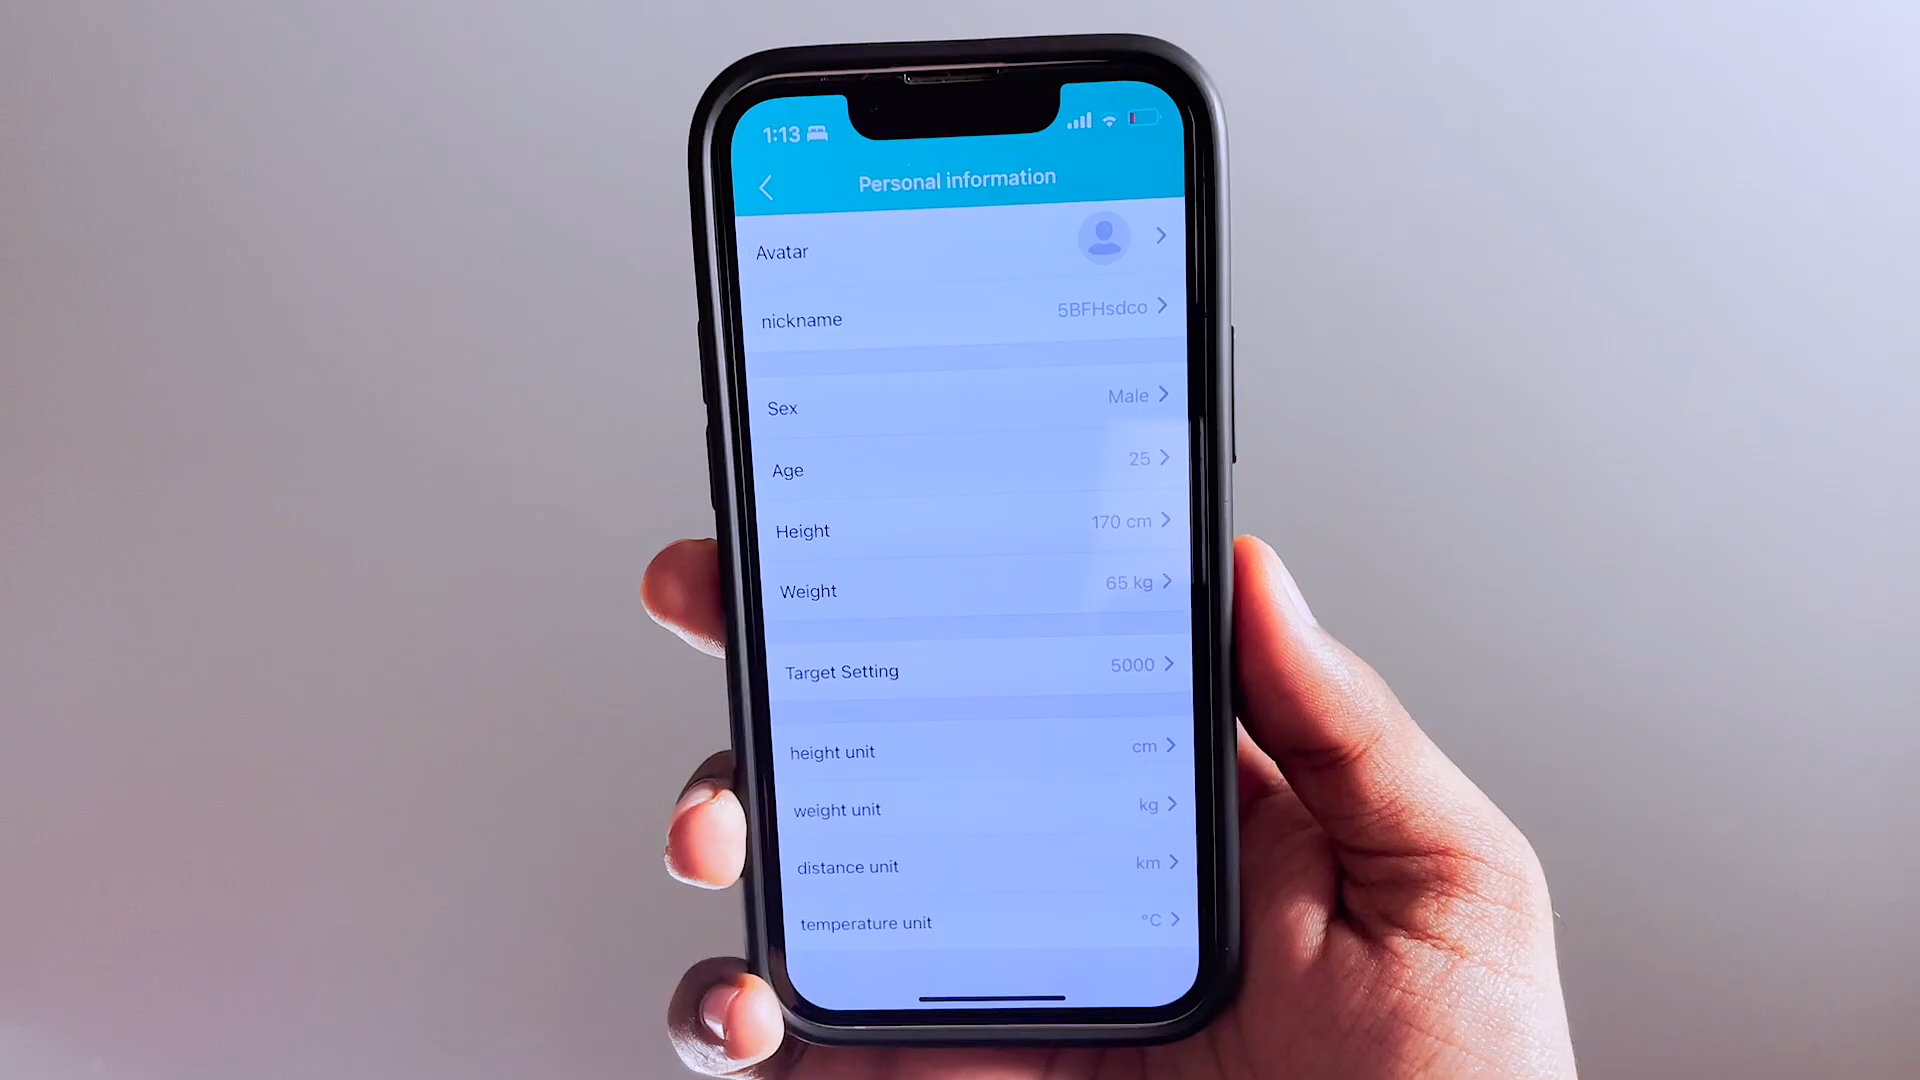 1:13
Personal information
Avatar
nickname 5BFHsdco
Sex Male
Age 25
Height 170 cm
Weight 65 kg
Target Setting 5000
height unit cm
weight unit kg
distance unit km
temperature unit °C